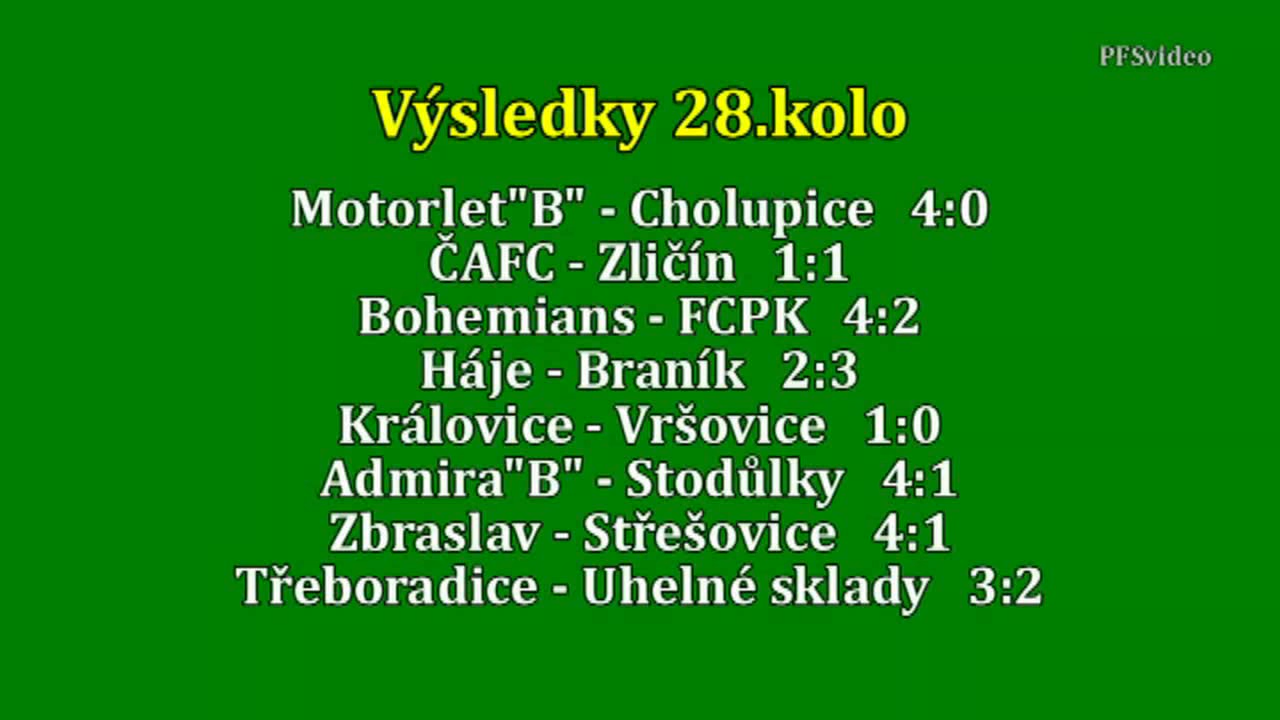 PFSvideo
Výsledky 28.kolo
Motorlet"B" - Cholupice 4:0
ČAFC - Zličín 1:1
Bohemians - FCPK 4:2
Háje - Braník 2:3
Královice - Vršovice 1:0
Admira"B" - Stodůlky 4:1
Zbraslav - Střešovice 4:1
Třeboradice - Uhelné sklady 3:2